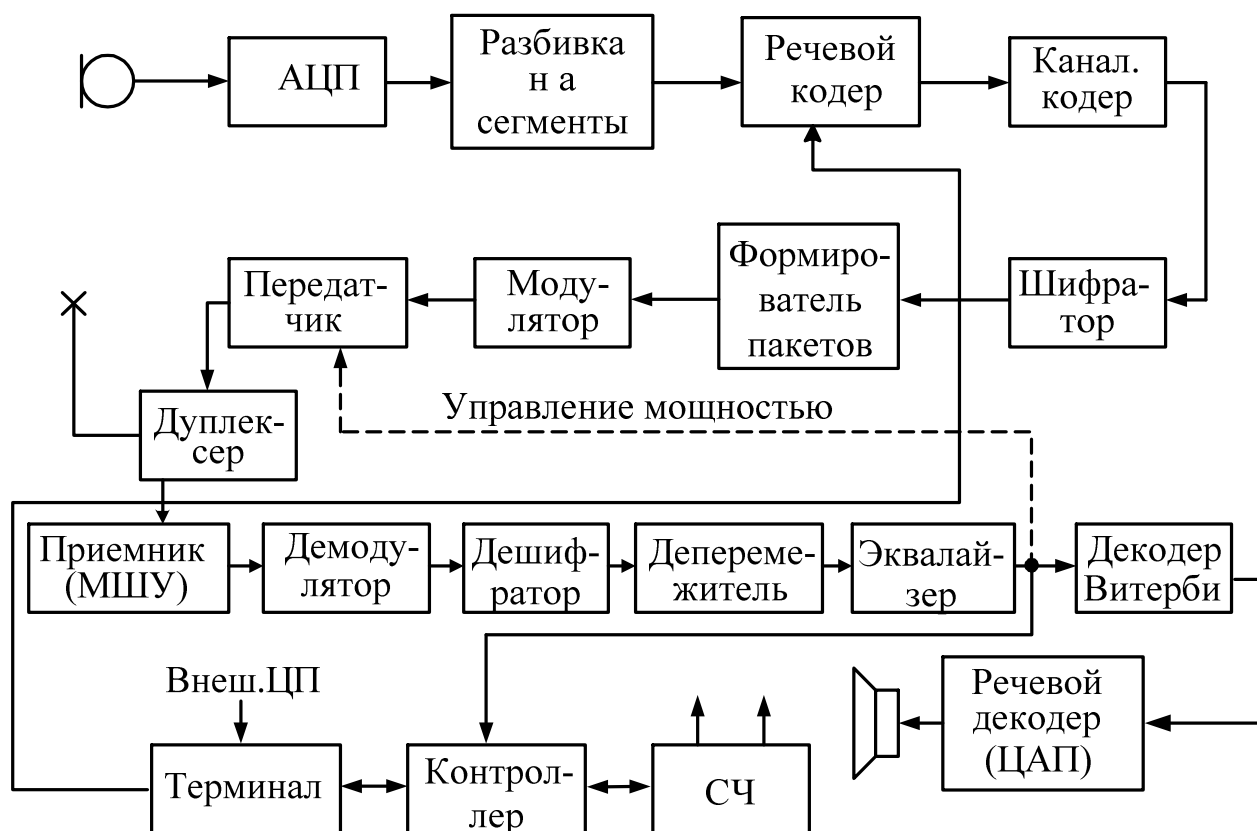 АЦП
Разбивка
н а
сегменты
Речевой
кодер
Канал.
кодер
Передат-
чик
Моду-
лятор
Формиро-
ватель
пакетов
Шифра-
тор
Управление мощностью
Дуплек-
сер
Приемник
(МШУ)
Демоду-
лятор
Дешиф-
ратор
Депереме-
житель
Эквалай-
зер
Декодер
Витерби
Внеш.ЦП
Терминал
Контрол-
лер
СЧ
Речевой
декодер
(ЦАП)